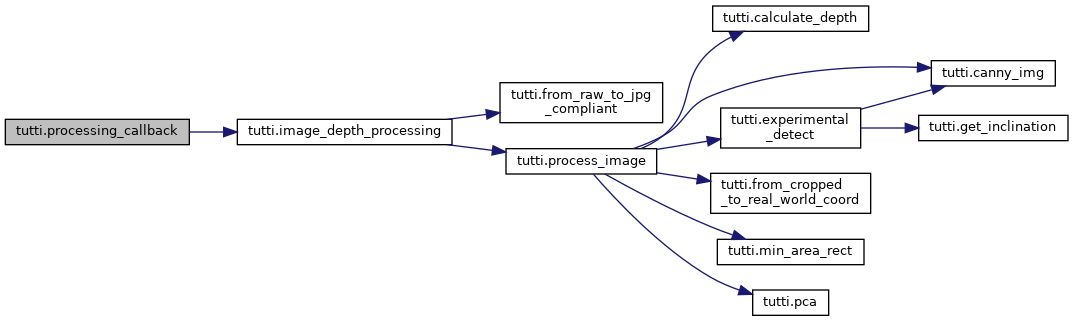 tutti.processing_callback
tutti.image_depth_processing
tutti.from_raw_to_jpg
_compliant
tutti.process_image
tutti.calculate_depth
tutti.canny_img
tutti.experimental
_detect
tutti.get_inclination
tutti.from_cropped
_to_real_world_coord
tutti.min_area_rect
tutti.pca